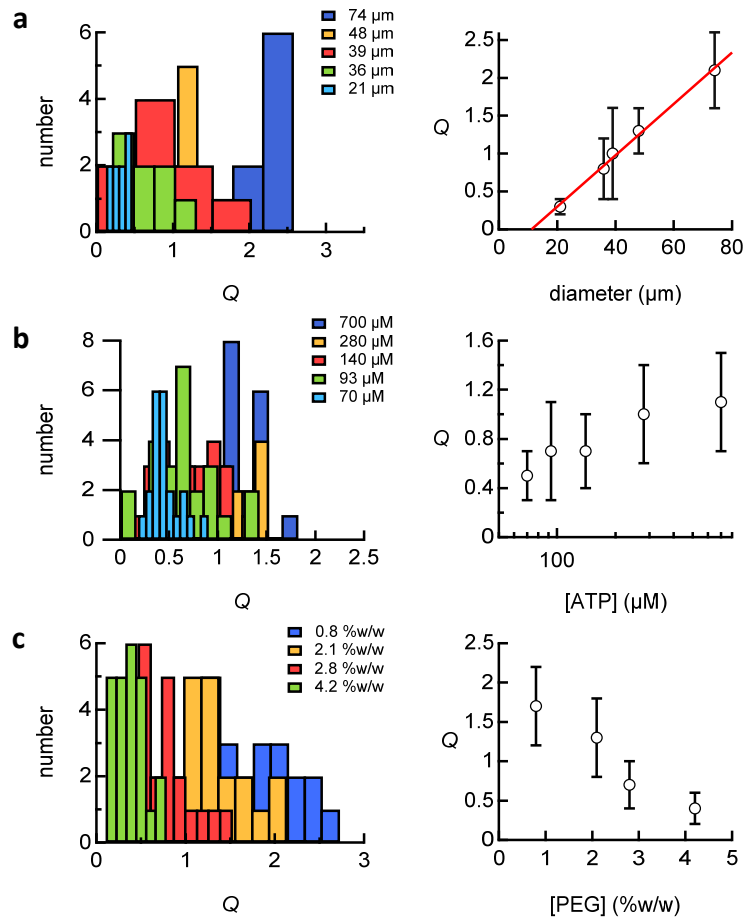 a
74 µm
48 µm
39 µm
36 µm
21 µm
number
6
4
2
0
0
1
2
3
Q
Q
2.5
2
1.5
1
0.5
0
0
20
40
60
80
diameter (µm)
b
700 µM
280 µM
140 µM
93 µM
70 µM
number
8
6
4
2
0
0
0.5
1
1.5
2
2.5
Q
Q
1.6
1.2
0.8
0.4
0
100
[ATP] (µM)
c
0.8 %w/w
2.1 %w/w
2.8 %w/w
4.2 %w/w
number
6
4
2
0
0
1
2
3
Q
Q
2.5
2
1.5
1
0.5
0
0
1
2
3
4
5
[PEG] (%w/w)